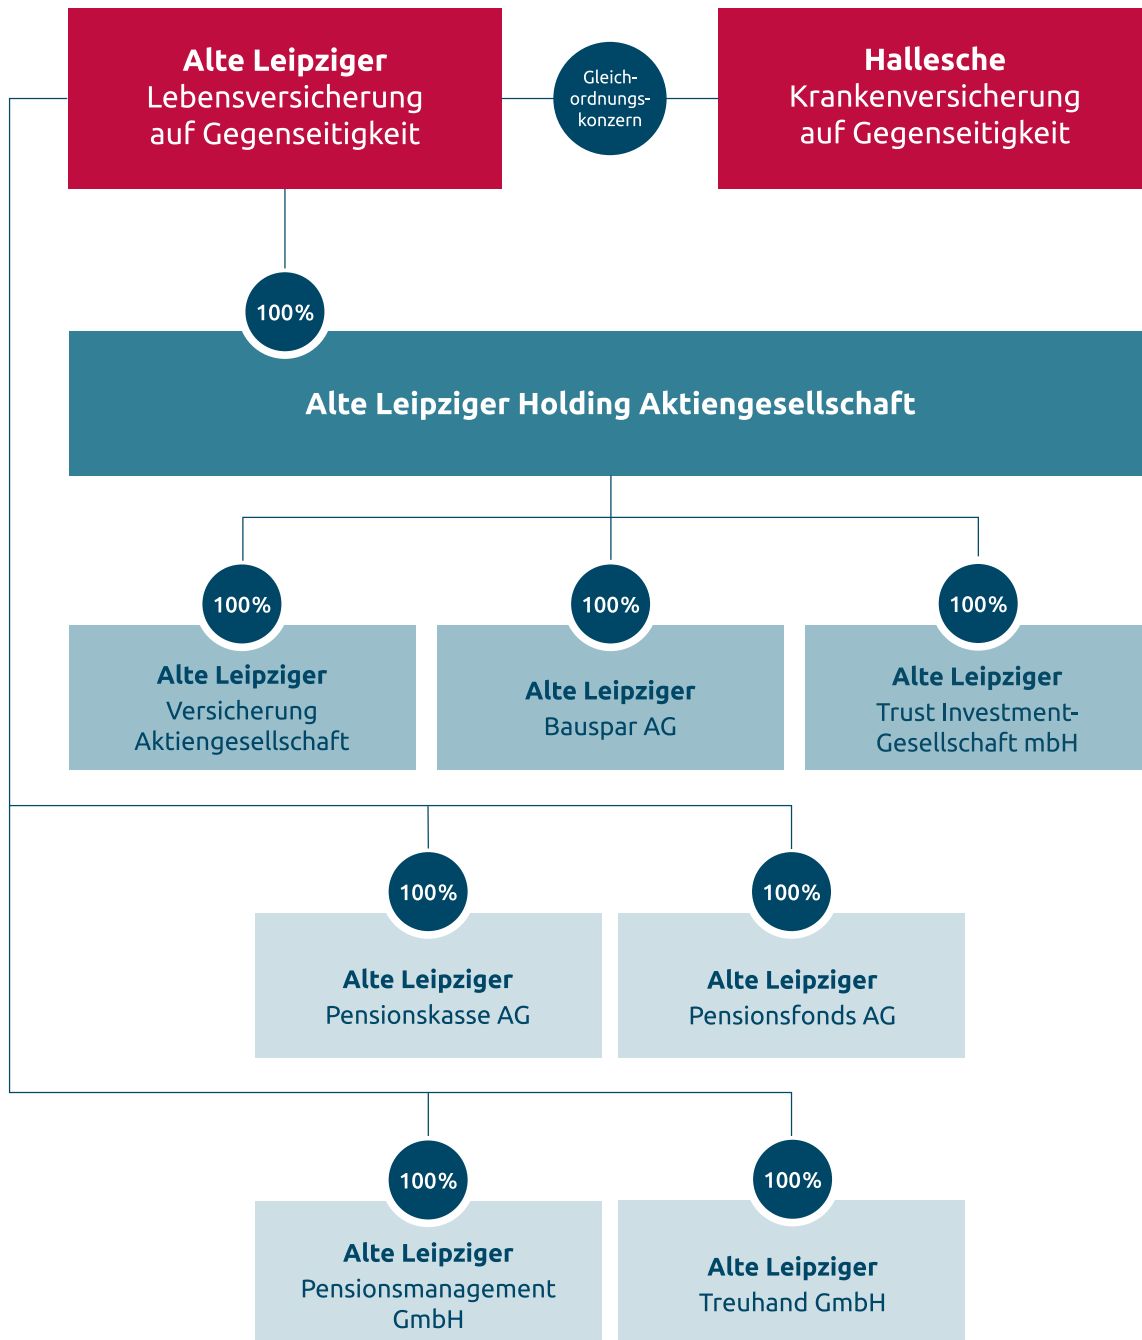 Alte Leipziger
Lebensversicherung
auf Gegenseitigkeit
Gleich-
ordnungs-
konzern
Hallesche
Krankenversicherung
auf Gegenseitigkeit
100%
Alte Leipziger Holding Aktiengesellschaft
100%
Alte Leipziger
Versicherung
Aktiengesellschaft
100%
Alte Leipziger
Bauspar AG
100%
Alte Leipziger
Trust Investment-
Gesellschaft mbH
100%
Alte Leipziger
Pensionskasse AG
100%
Alte Leipziger
Pensionsfonds AG
100%
Alte Leipziger
Pensionsmanagement
GmbH
100%
Alte Leipziger
Treuhand GmbH